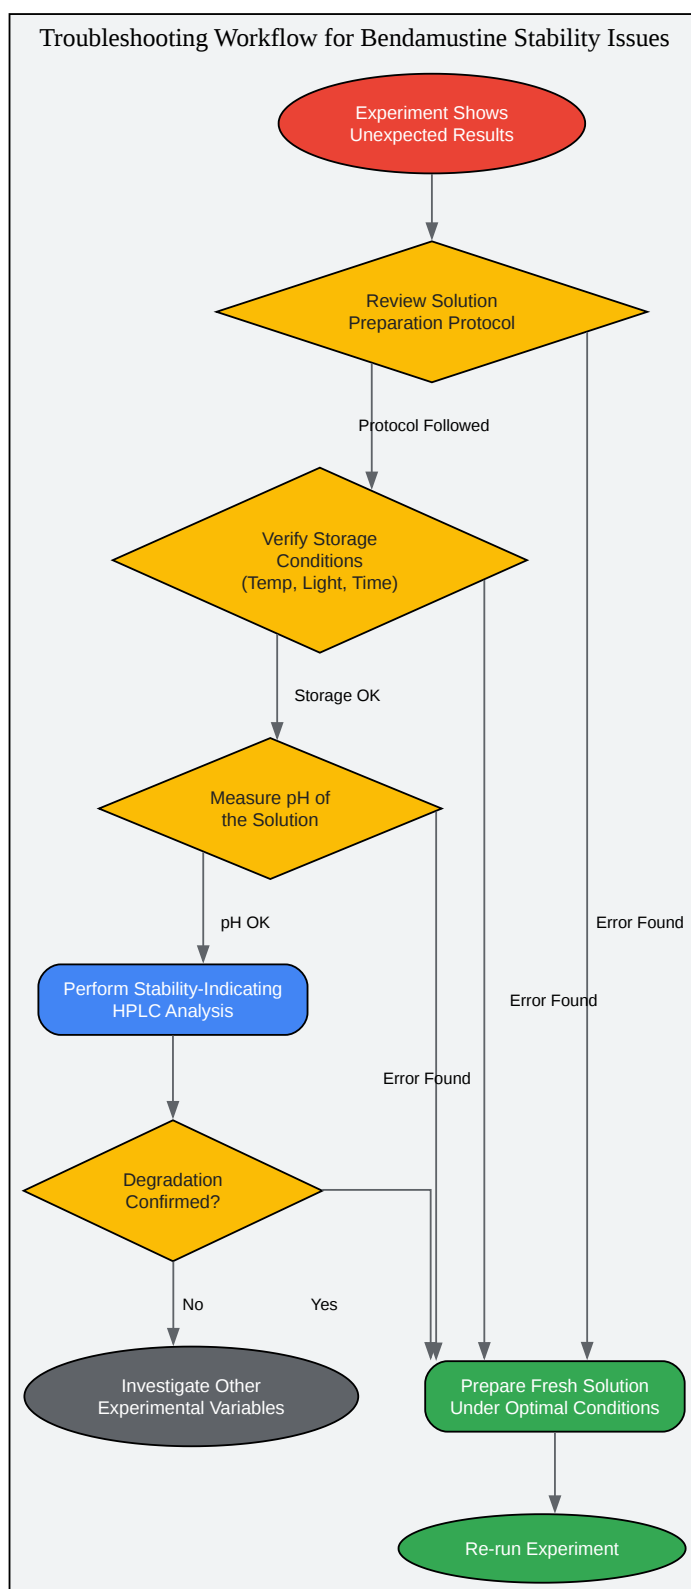 Troubleshooting Workflow for Bendamustine Stability Issues
Experiment Shows
Unexpected Results
Review Solution
Preparation Protocol
Protocol Followed
Verify Storage
Conditions
(Temp, Light, Time)
Storage OK
Measure pH of
the Solution
pH OK
Error Found
Perform Stability-Indicating
HPLC Analysis
Error Found
Error Found
Degradation
Confirmed?
No
Yes
Investigate Other
Experimental Variables
Prepare Fresh Solution
Under Optimal Conditions
Re-run Experiment